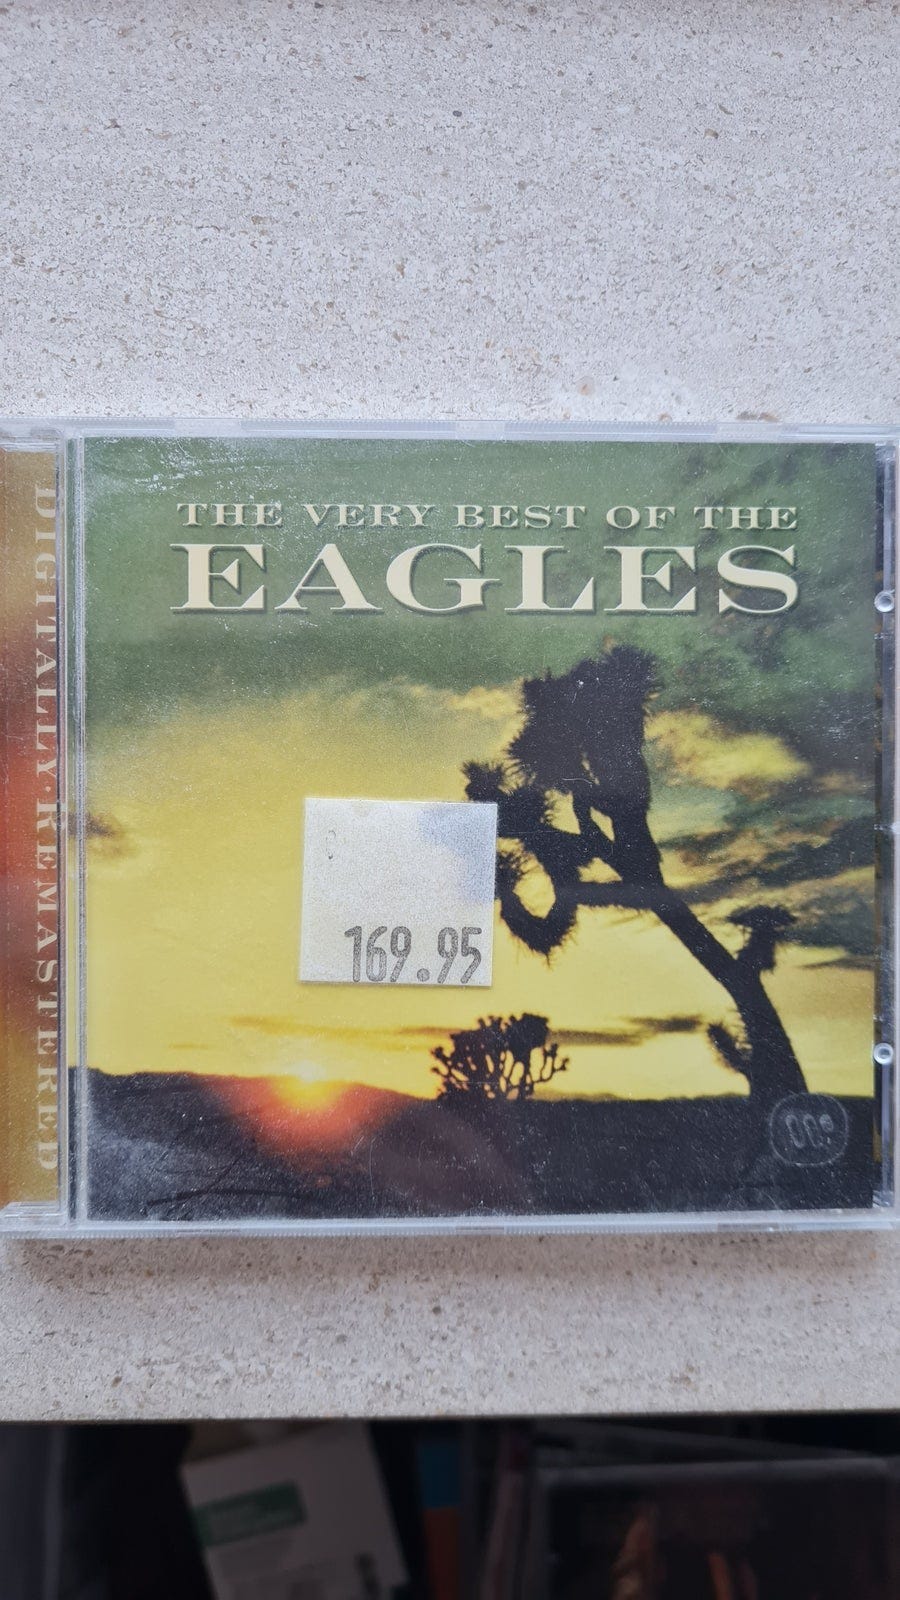 THE VERY BEST OF THE
EAGLES
169.95
DIGITALLY·REMASTERED